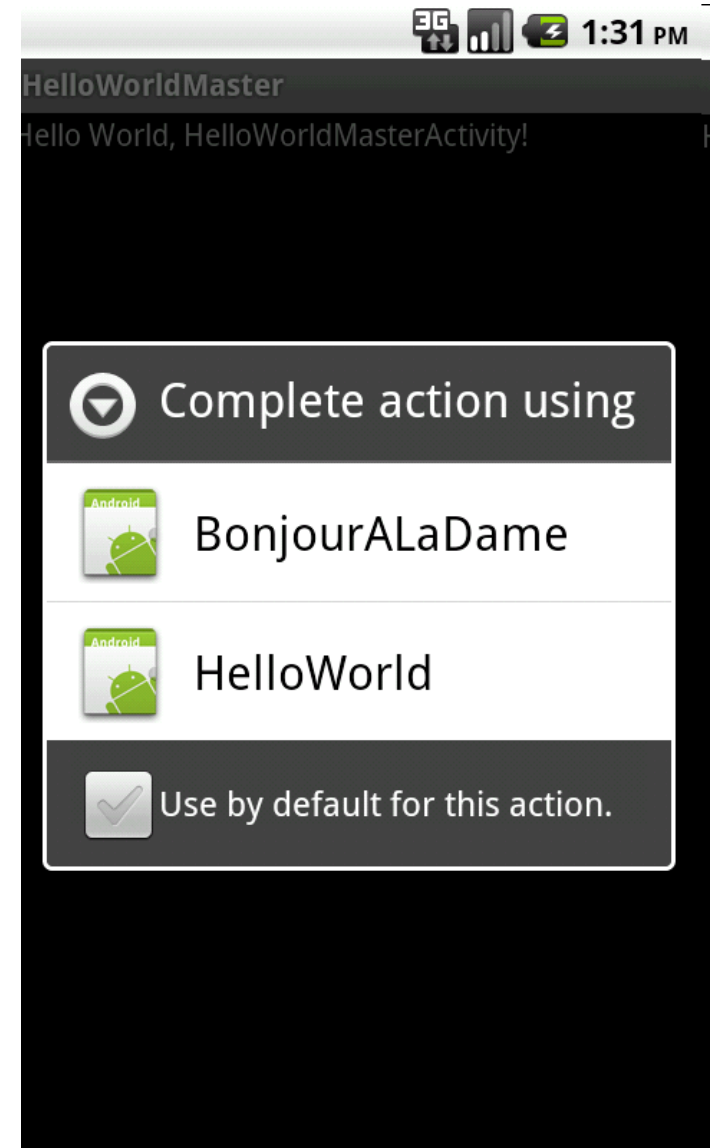 3G 1:31 PM
HelloWorldMaster
Hello World, HelloWorldMasterActivity!
Complete action using
Android
BonjourALaDame
Android
HelloWorld
Use by default for this action.